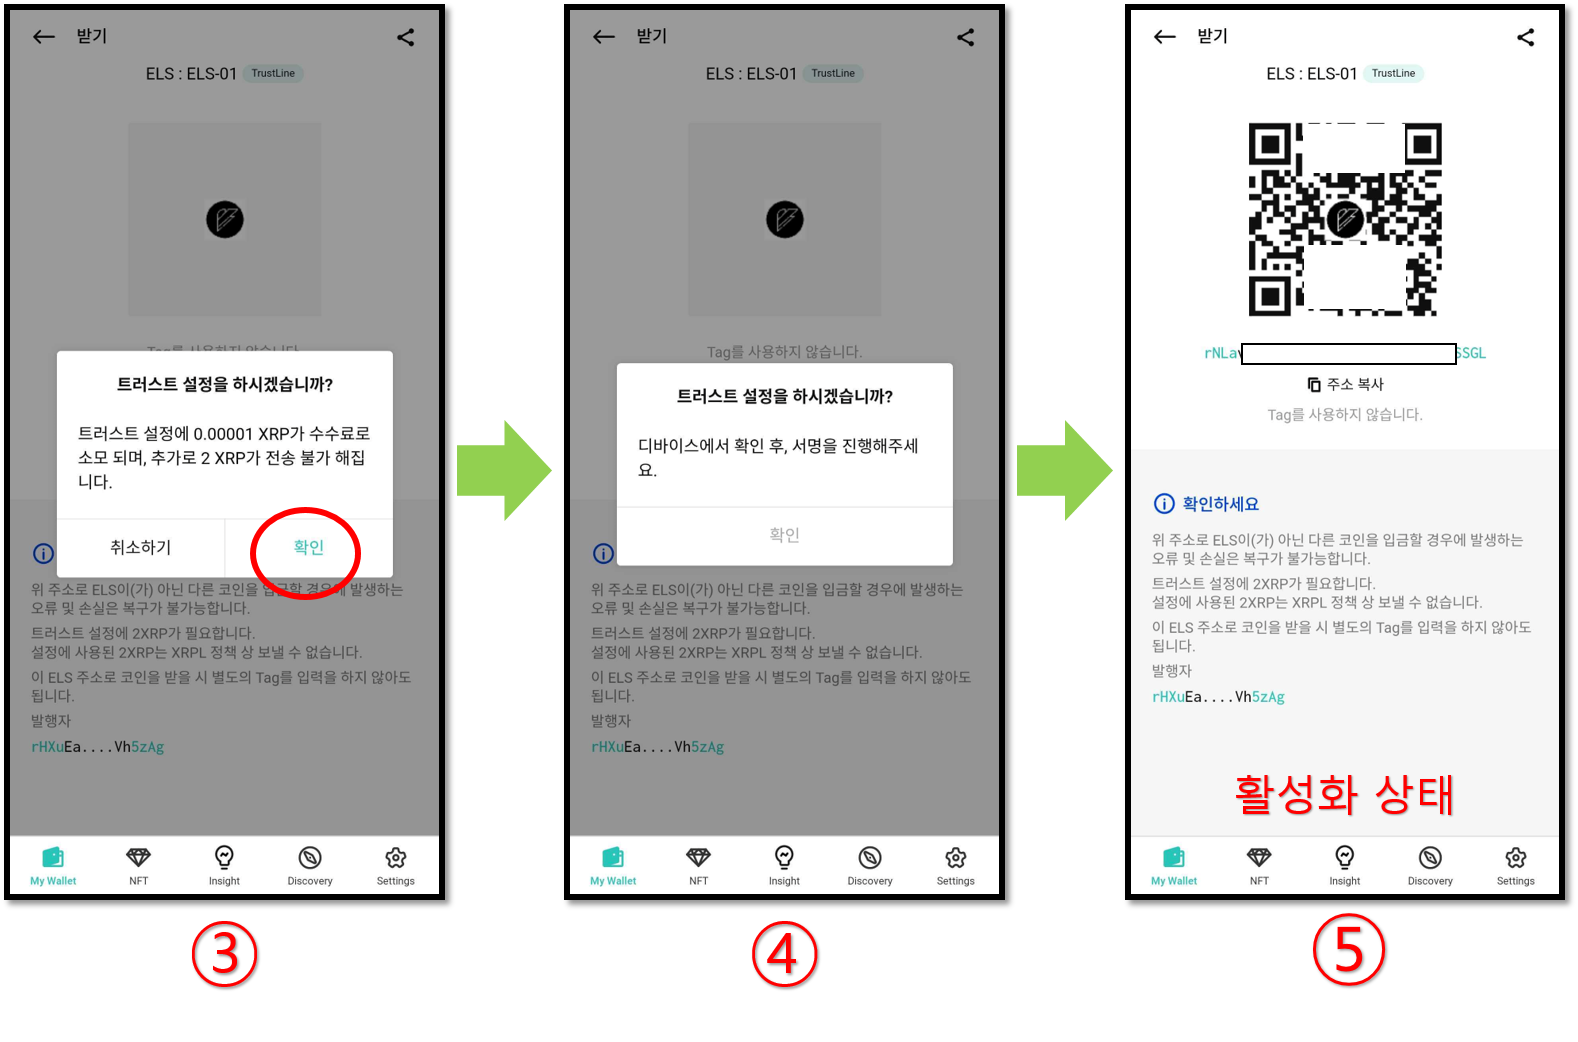 받기
ELS : ELS-01 TrustLine
트러스트 설정을 하시겠습니까?
트러스트 설정에 0.00001 XRP가 수수료로
소모 되며, 추가로 2 XRP가 전송 불가 해집
니다.
취소하기 확인
위 주소로 ELS이(가) 아닌 다른 코인을 입금할 경우에 발생하는
오류 및 손실은 복구가 불가능합니다.
트러스트 설정에 2XRP가 필요합니다.
설정에 사용된 2XRP는 XRPL 정책 상 보낼 수 없습니다.
이 ELS 주소로 코인을 받을 시 별도의 Tag를 입력을 하지 않아도
됩니다.
발행자
rHXuEa....Vh5zAg
My Wallet NFT Insight Discovery Settings
③
받기
ELS : ELS-01 TrustLine
Tag를 사용하지 않습니다.
트러스트 설정을 하시겠습니까?
디바이스에서 확인 후, 서명을 진행해주세
요.
확인
위 주소로 ELS이(가) 아닌 다른 코인을 입금할 경우에 발생하는
오류 및 손실은 복구가 불가능합니다.
트러스트 설정에 2XRP가 필요합니다.
설정에 사용된 2XRP는 XRPL 정책 상 보낼 수 없습니다.
이 ELS 주소로 코인을 받을 시 별도의 Tag를 입력을 하지 않아도
됩니다.
발행자
rHXuEa....Vh5zAg
My Wallet NFT Insight Discovery Settings
④
받기
ELS : ELS-01 TrustLine
rNLa SSGL
주소 복사
Tag를 사용하지 않습니다.
확인하세요
위 주소로 ELS이(가) 아닌 다른 코인을 입금할 경우에 발생하는
오류 및 손실은 복구가 불가능합니다.
트러스트 설정에 2XRP가 필요합니다.
설정에 사용된 2XRP는 XRPL 정책 상 보낼 수 없습니다.
이 ELS 주소로 코인을 받을 시 별도의 Tag를 입력을 하지 않아도
됩니다.
발행자
rHXuEa....Vh5zAg
활성화 상태
My Wallet NFT Insight Discovery Settings
⑤